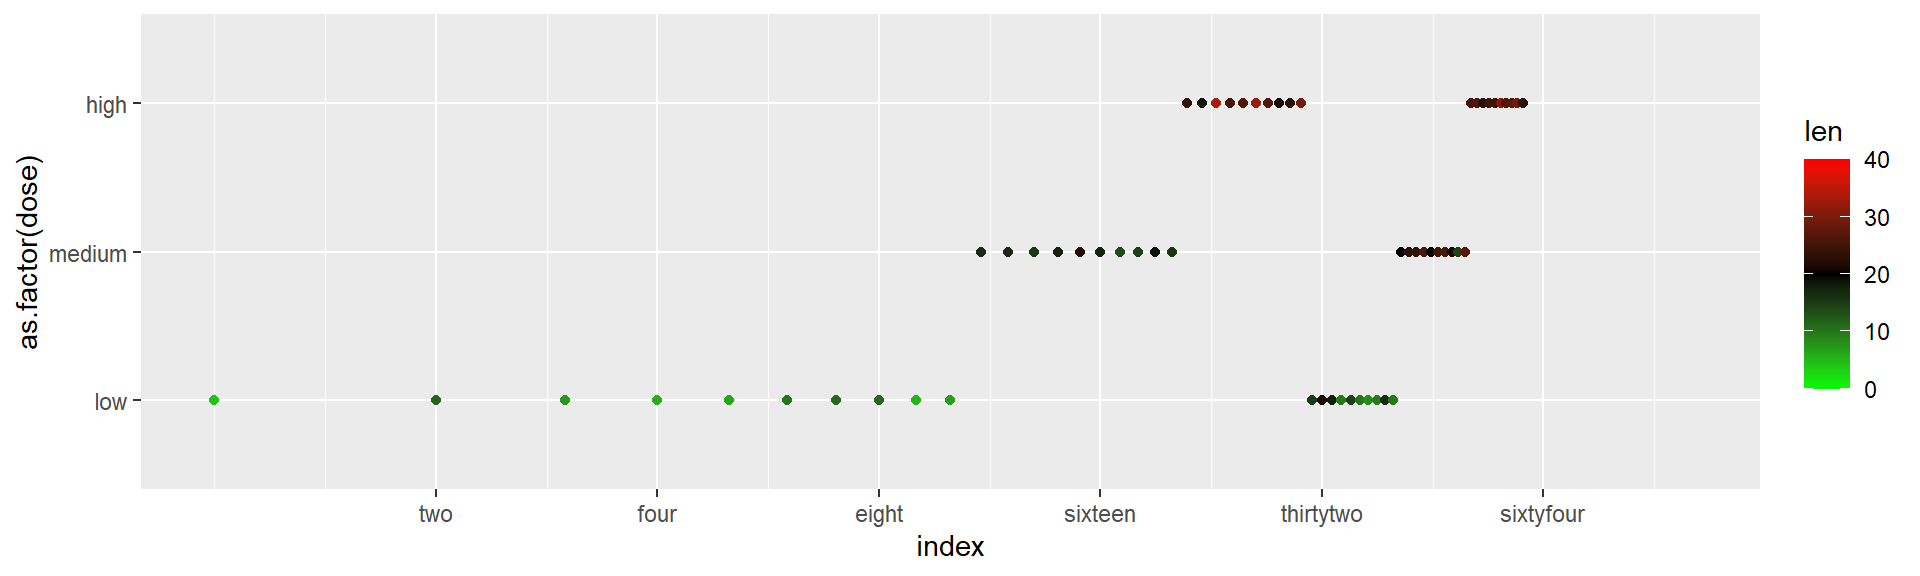 as.factor(dose)
high
medium
low
two four eight sixteen thirtytwo sixtyfour
index
len
40
30
20
10
0